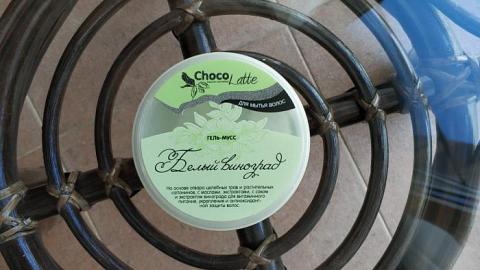 Choco Latte
для мытья волос
гель-мусс
Белый виноград
На основе отвара целебных трав и растительных
сапонинов, с маслами, экстрактами, с соком
и экстрактом винограда для витаминного
питания, укрепления и антиоксидант-
ной защиты волос